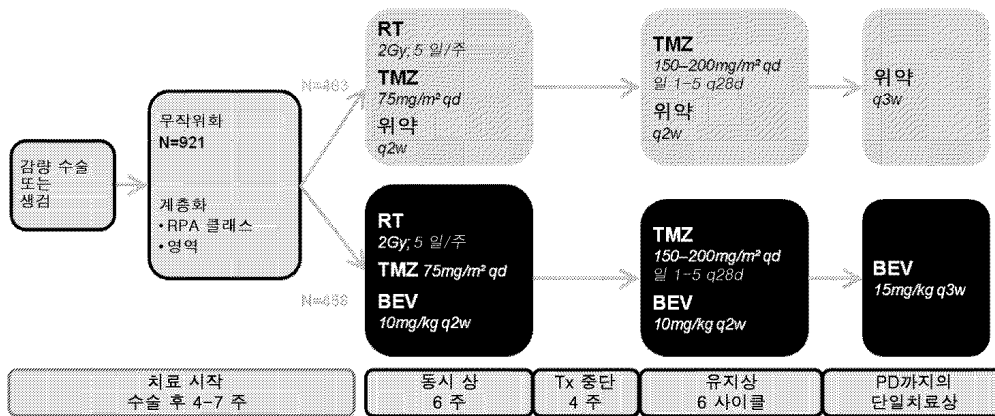 감량 수술
또는
생검
무작위화
N=921
계층화
• RPA 클래스
• 영역
N=463
RT
2Gy; 5 일/주
TMZ
75mg/m² qd
위약
q2w
TMZ
150–200mg/m² qd
일 1–5 q28d
위약
q2w
위약
q3w
N=458
RT
2Gy; 5 일/주
TMZ 75mg/m² qd
BEV
10mg/kg q2w
TMZ
150–200mg/m² qd
일 1–5 q28d
BEV
10mg/kg q2w
BEV
15mg/kg q3w
치료 시작
수술 후 4–7 주
동시 상
6 주
Tx 중단
4 주
유지상
6 사이클
PD까지의
단일치료상